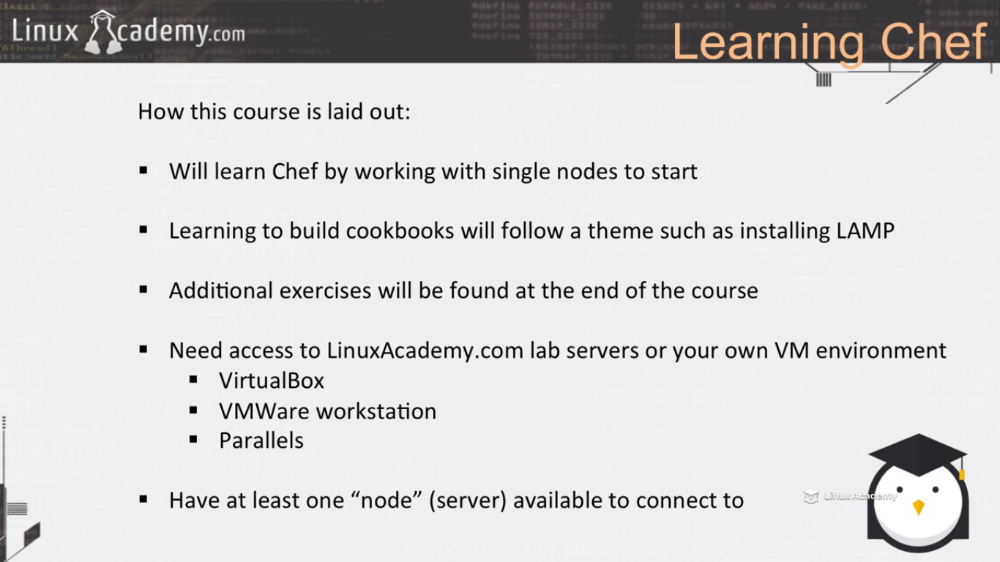 Linux Academy.com
Learning Chef
How this course is laid out:
▪ Will learn Chef by working with single nodes to start
▪ Learning to build cookbooks will follow a theme such as installing LAMP
▪ Additional exercises will be found at the end of the course
▪ Need access to LinuxAcademy.com lab servers or your own VM environment
▪ VirtualBox
▪ VMWare workstation
▪ Parallels
▪ Have at least one “node” (server) available to connect to
Linux Academy